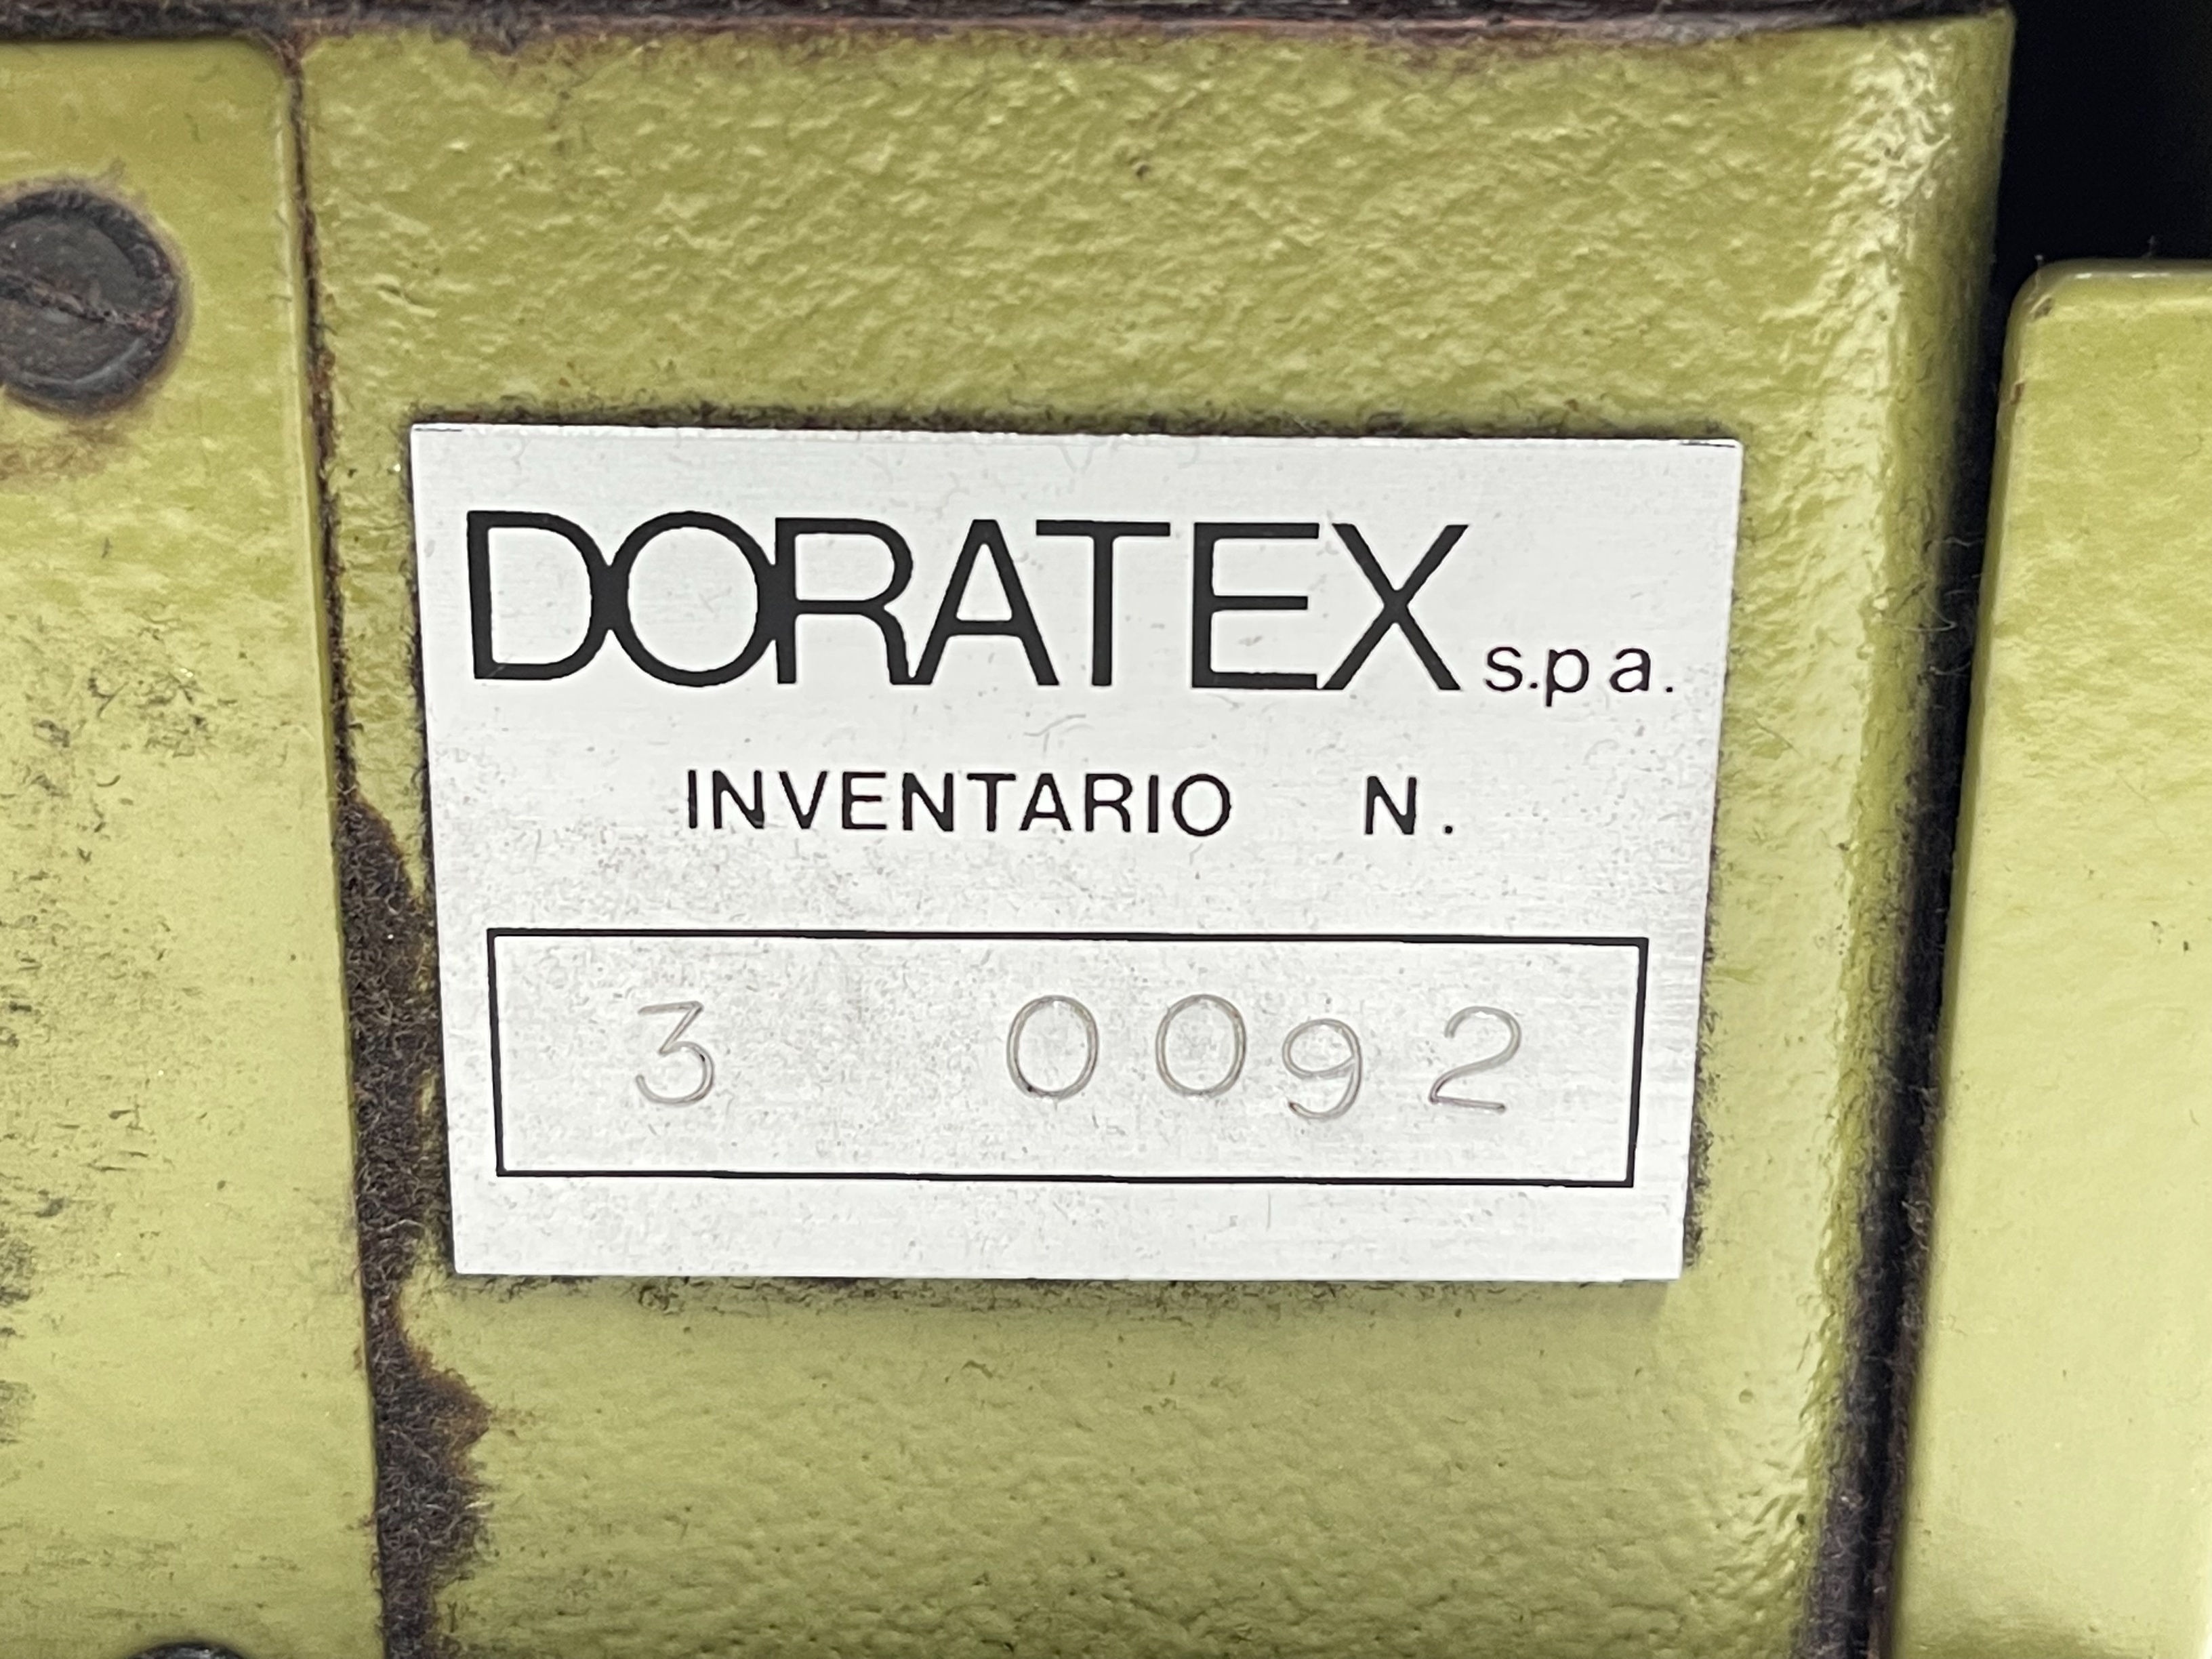 DORATEX s.p a.
INVENTARIO N.
3 0092